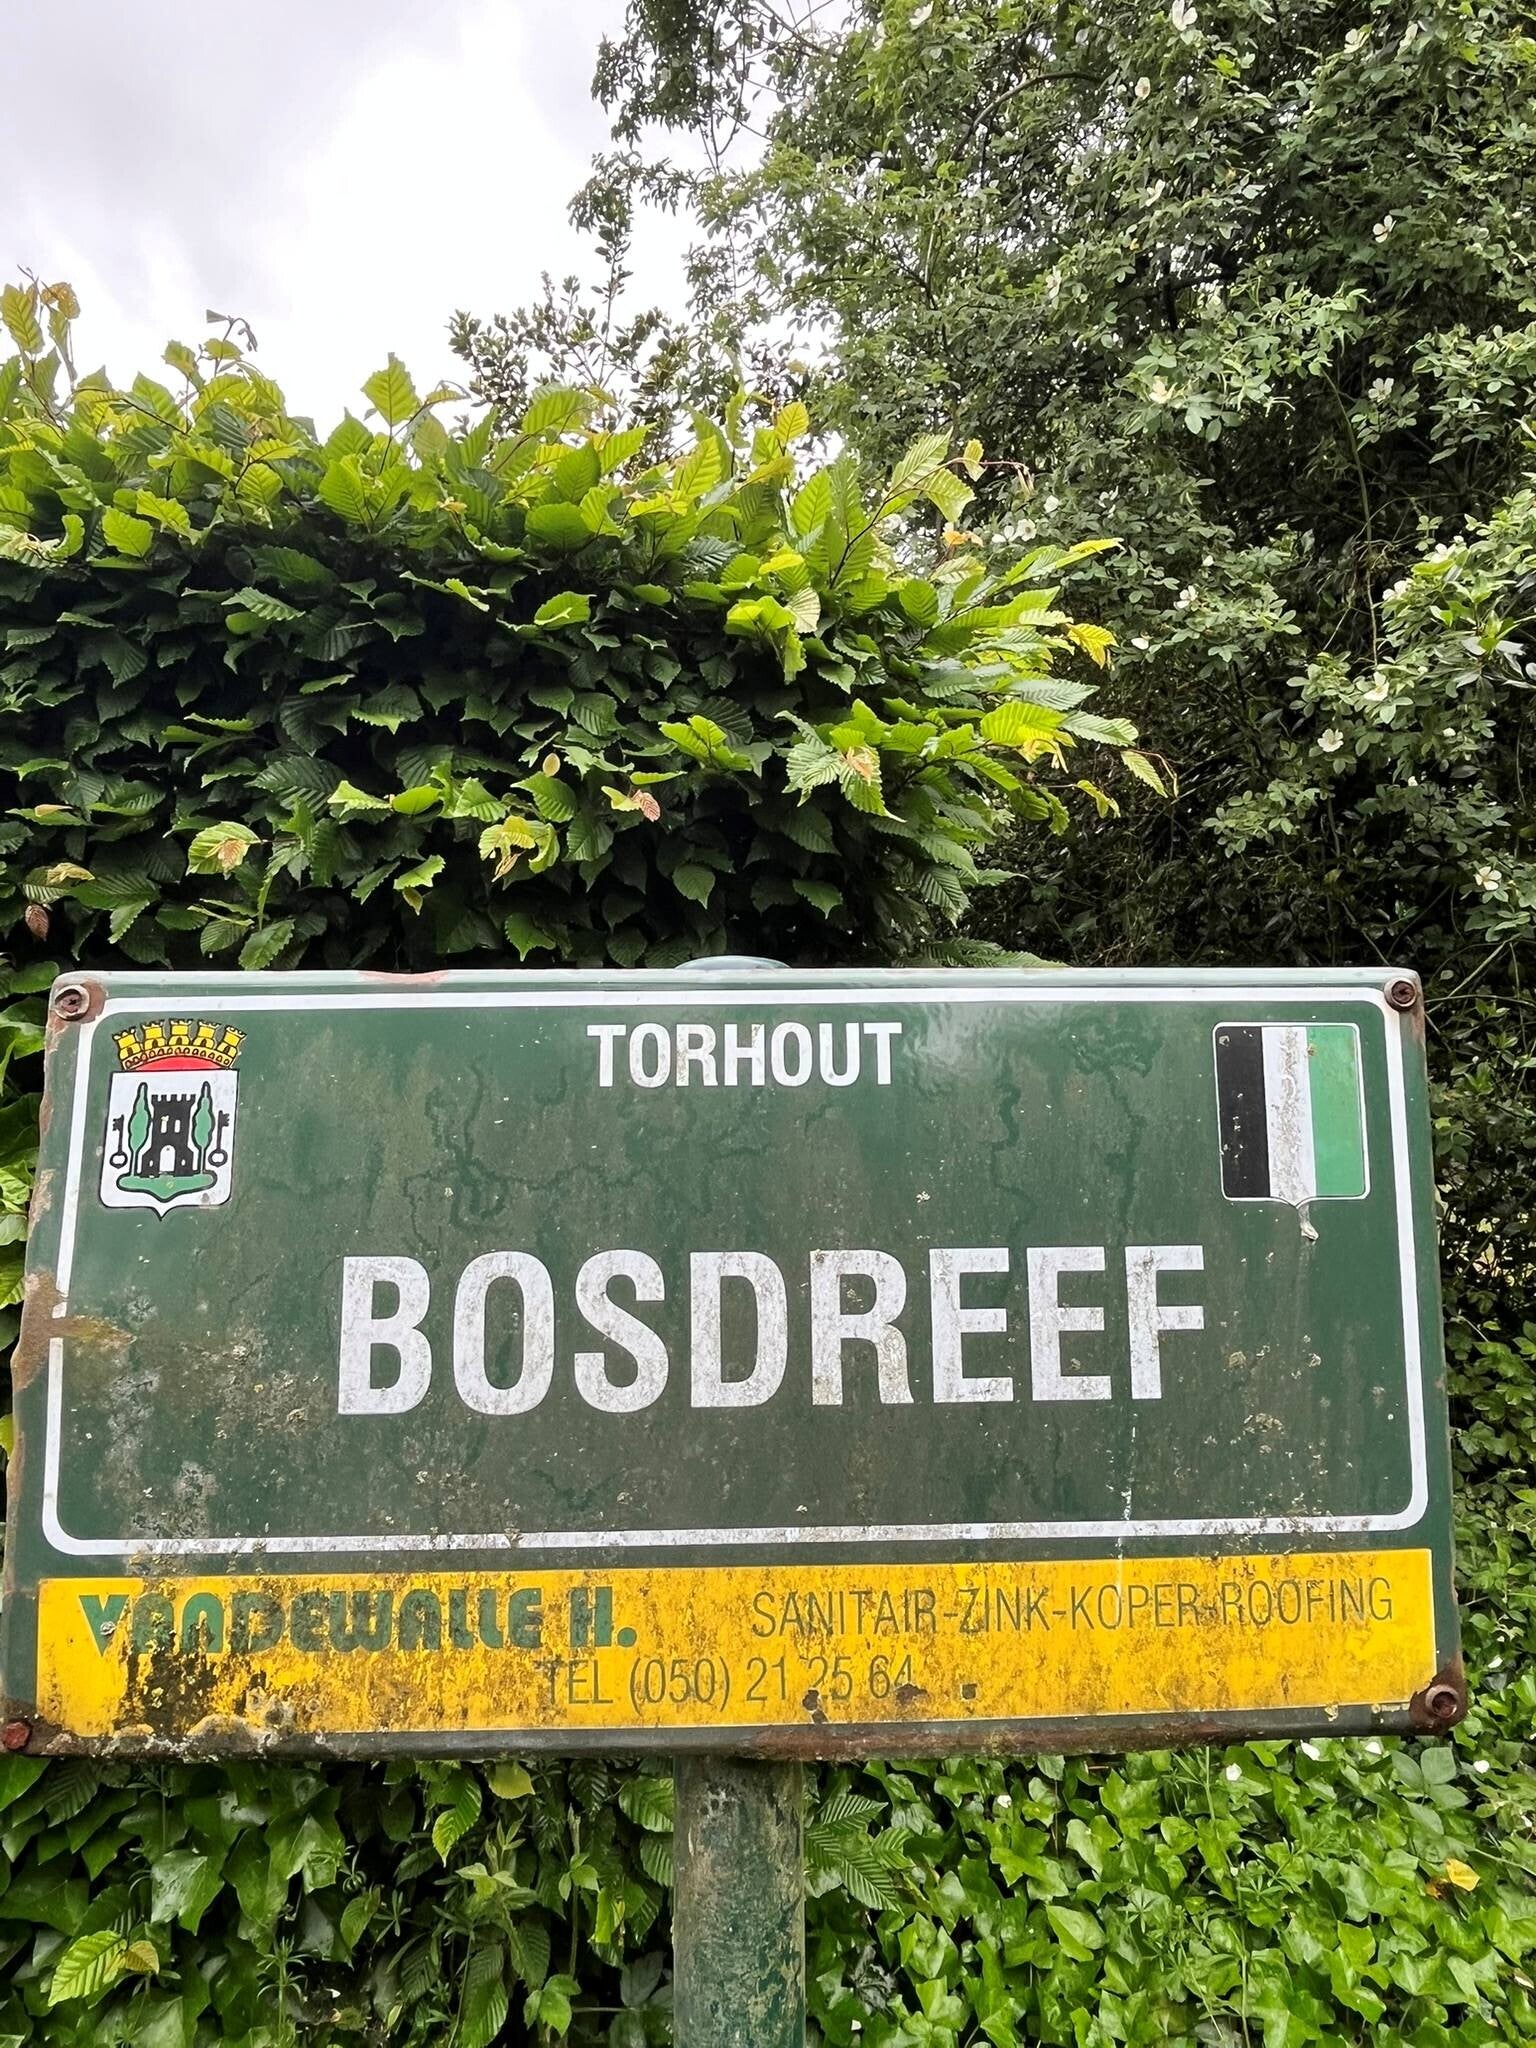 TORHOUT
BOSDREEF
VANDEWALLE H. SANITAIR-ZINK-KOPER-ROOFING
TEL (050) 21 25 64